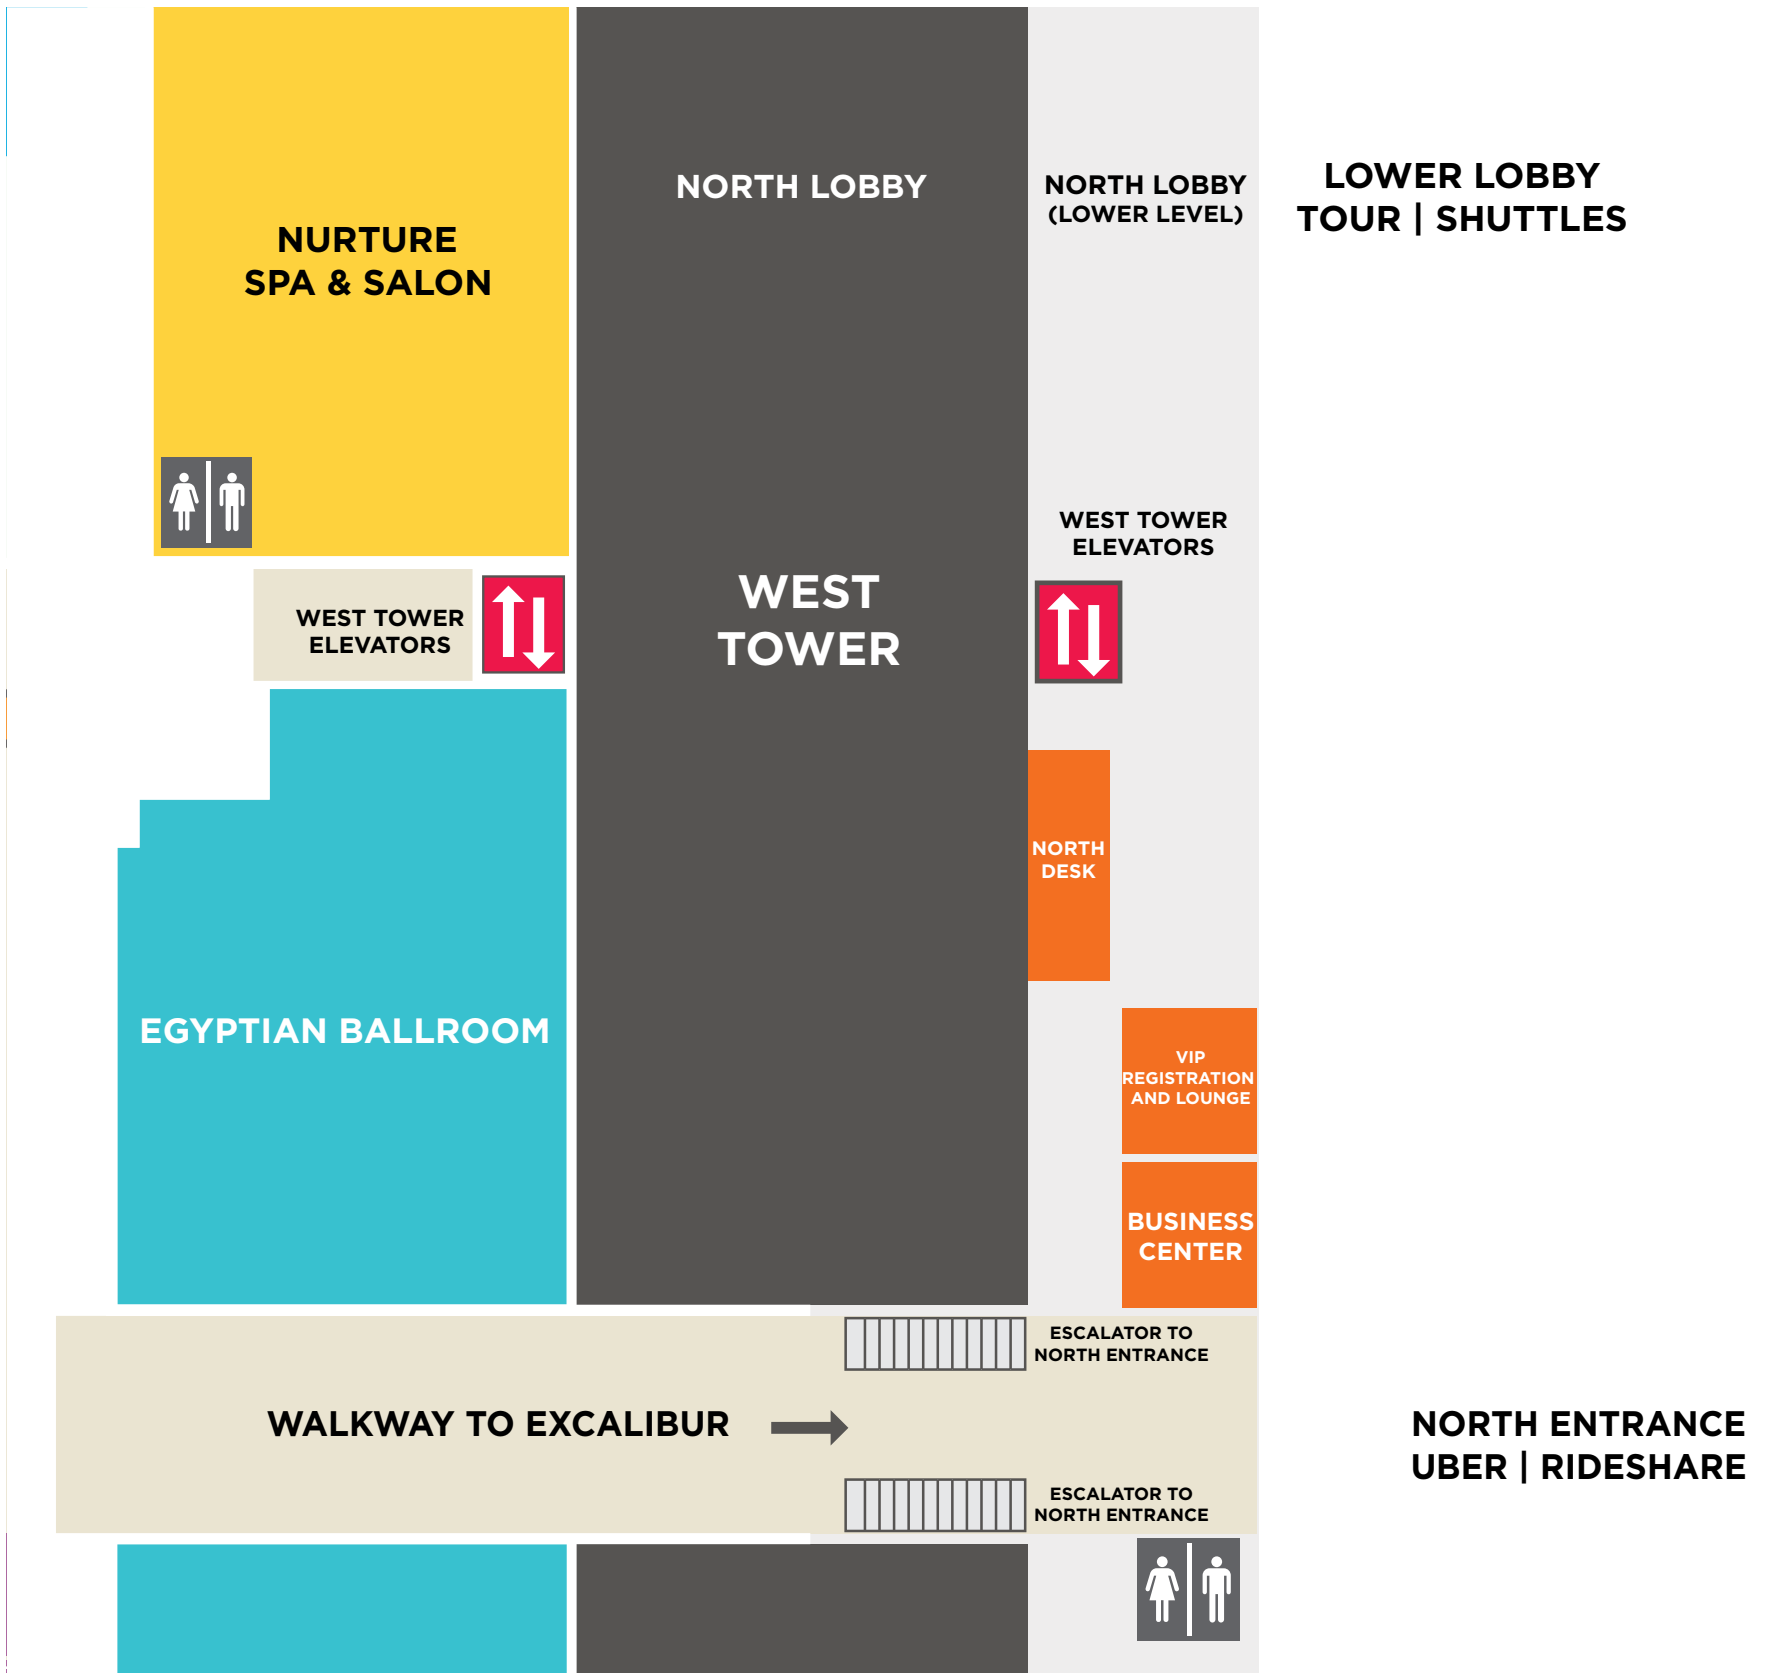 NORTH LOBBY
NORTH LOBBY
(LOWER LEVEL)
LOWER LOBBY
TOUR | SHUTTLES
NURTURE
SPA & SALON
WEST TOWER
ELEVATORS
WEST TOWER
ELEVATORS
WEST
TOWER
NORTH
DESK
EGYPTIAN BALLROOM
VIP
REGISTRATION
AND LOUNGE
BUSINESS
CENTER
ESCALATOR TO
NORTH ENTRANCE
WALKWAY TO EXCALIBUR
NORTH ENTRANCE
UBER | RIDESHARE
ESCALATOR TO
NORTH ENTRANCE